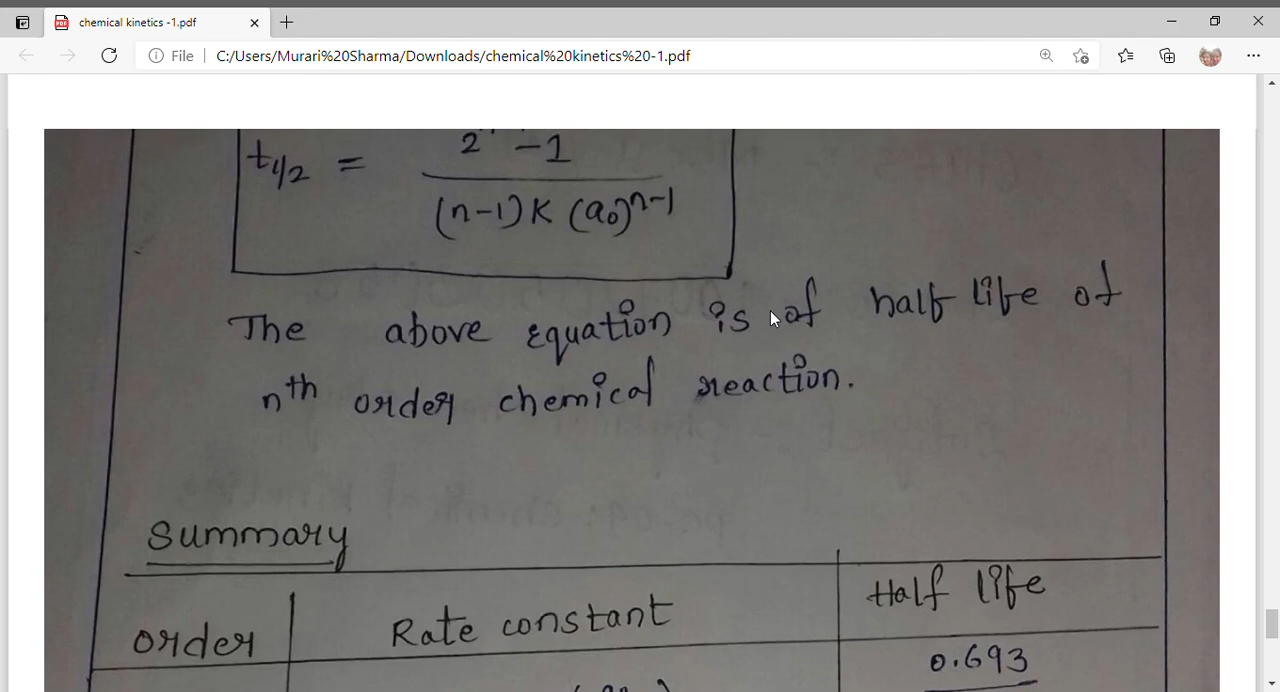 chemical kinetics -1.pdf
File
C:/Users/Murari%20Sharma/Downloads/chemical%20kinetics%20-1.pdf
t1/2 = 2 -1
(n-1) K (a0)^n-1
The above Equation is of half life of
nth order chemical reaction.
Summary
order Rate constant Half life
0.693